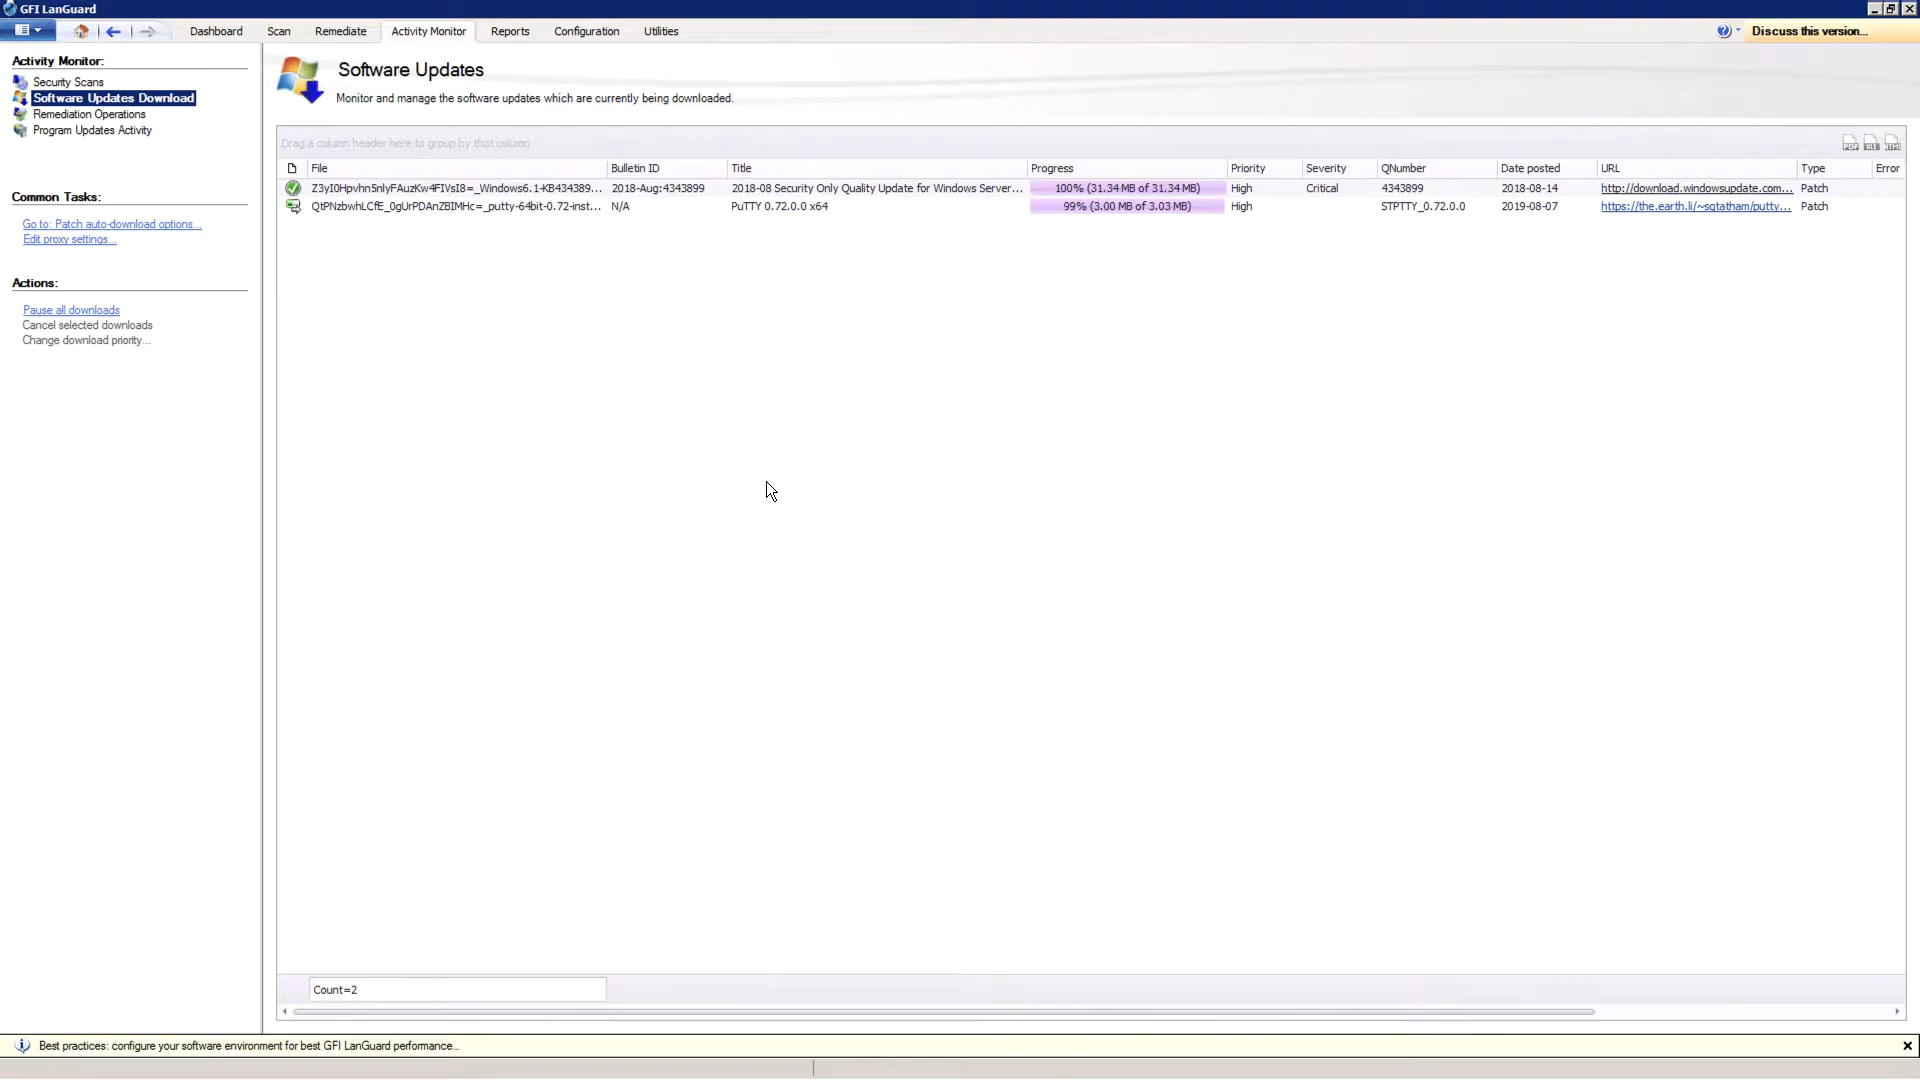 GFI LanGuard
Dashboard Scan Remediate Activity Monitor Reports Configuration Utilities Discuss this version...
Activity Monitor:
Security Scans
Software Updates Download
Remediation Operations
Program Updates Activity
Common Tasks:
Go to: Patch auto-download options...
Edit proxy settings...
Actions:
Pause all downloads
Cancel selected downloads
Change download priority...
Software Updates
Monitor and manage the software updates which are currently being downloaded.
Drag a column header here to group by that column
File Bulletin ID Title Progress Priority Severity QNumber Date posted URL Type Error
Z3yI0Hpvhn5nlyFAuzKw4FIVsI8=_Windows6.1-KB434389... 2018-Aug:4343899 2018-08 Security Only Quality Update for Windows Server... 100% (31.34 MB of 31.34 MB) High Critical 4343899 2018-08-14 http://download.windowsupdate.com... Patch
QtPNzbwhLCfE_0gUrPDAnZBIMHc=_putty-64bit-0.72-inst... N/A PuTTY 0.72.0.0 x64 99% (3.00 MB of 3.03 MB) High STPTTY_0.72.0.0 2019-08-07 https://the.earth.li/~sgtatham/putty... Patch
Count=2
Best practices: configure your software environment for best GFI LanGuard performance...